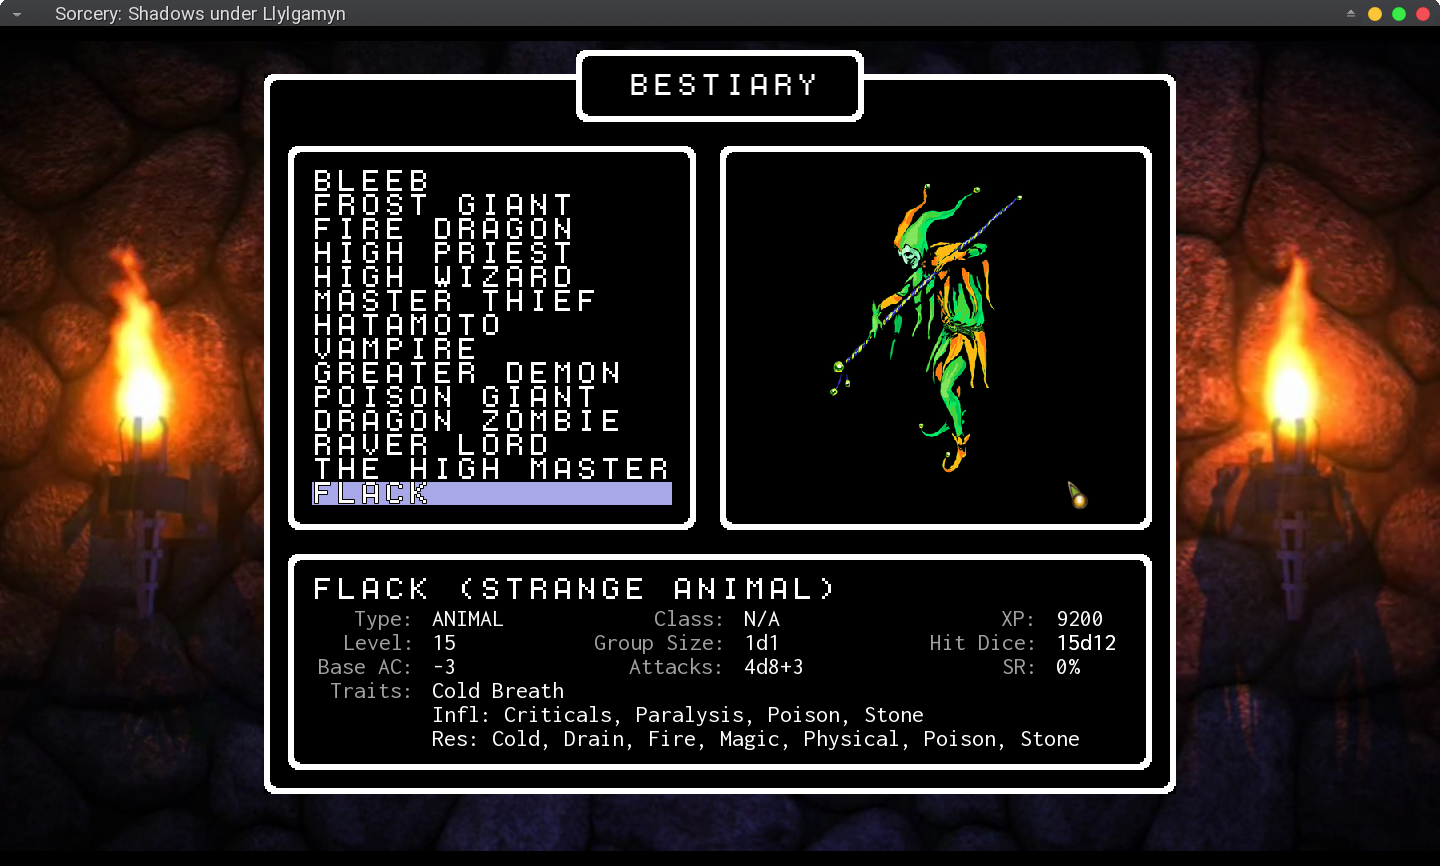 Sorcery: Shadows under Llylgamyn
BESTIARY
BLEEB
FROST GIANT
FIRE DRAGON
HIGH PRIEST
HIGH WIZARD
MASTER THIEF
HATAMOTO
VAMPIRE
GREATER DEMON
POISON GIANT
DRAGON ZOMBIE
RAVER LORD
THE HIGH MASTER
FLACK
FLACK (STRANGE ANIMAL)
Type: ANIMAL Class: N/A XP: 9200
Level: 15 Group Size: 1d1 Hit Dice: 15d12
Base AC: -3 Attacks: 4d8+3 SR: 0%
Traits: Cold Breath
Infl: Criticals, Paralysis, Poison, Stone
Res: Cold, Drain, Fire, Magic, Physical, Poison, Stone